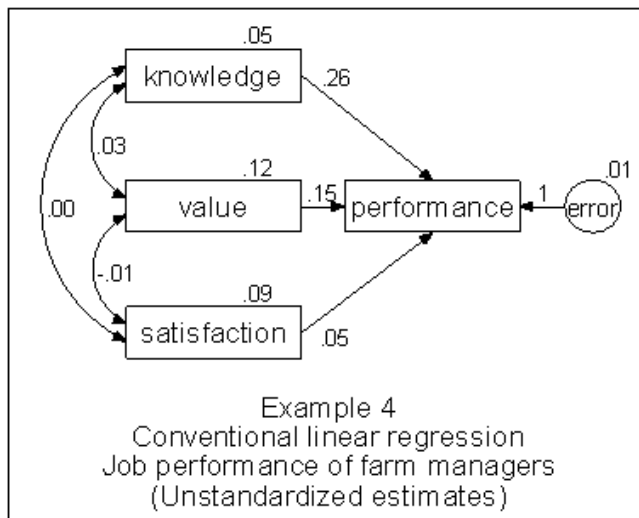 .05
knowledge
.26
.03
.12
.01
.00
value
.15
performance
1
error
-.01
.09
satisfaction
.05
Example 4
Conventional linear regression
Job performance of farm managers
(Unstandardized estimates)